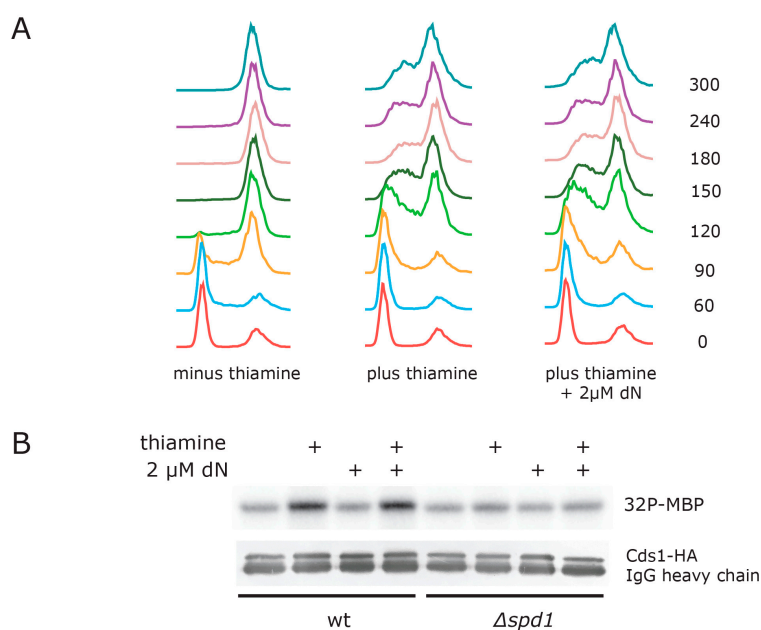 A
300
240
180
150
120
90
60
0
minus thiamine
plus thiamine
plus thiamine
+ 2µM dN
B
thiamine + + + +
2 µM dN + + + +
32P-MBP
Cds1-HA
IgG heavy chain
wt
Δspd1